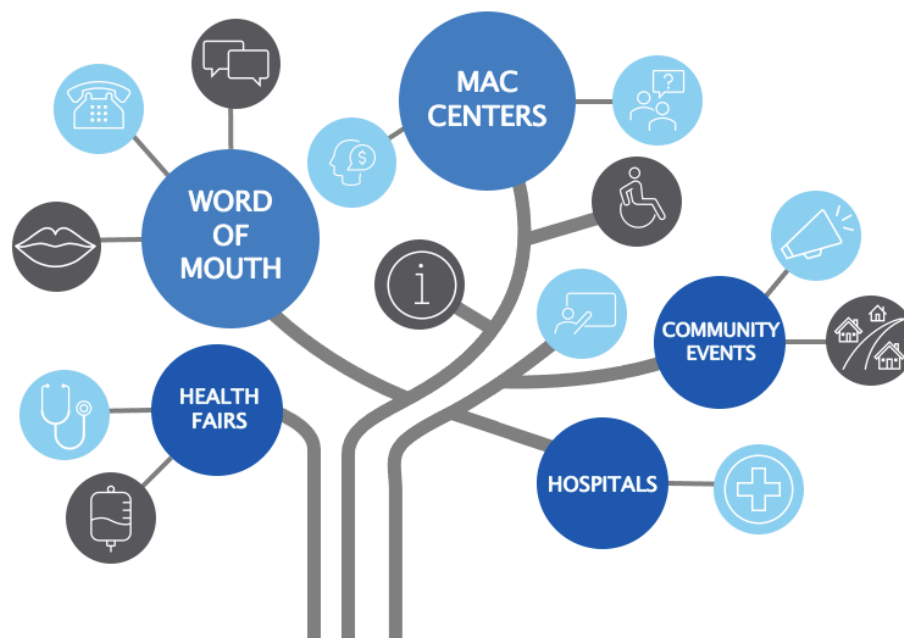 MAC
CENTERS
?
$
WORD
OF
MOUTH
i
COMMUNITY
EVENTS
HEALTH
FAIRS
HOSPITALS